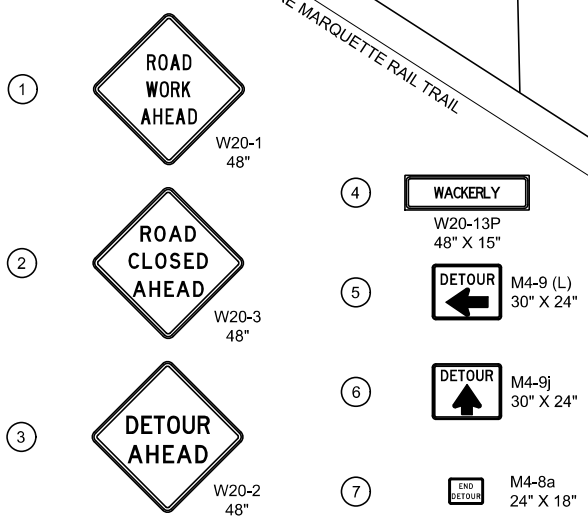 RE MARQUETTE RAIL TRAIL
1
ROAD
WORK
AHEAD
W20-1
48"
2
ROAD
CLOSED
AHEAD
W20-3
48"
3
DETOUR
AHEAD
W20-2
48"
4
WACKERLY
W20-13P
48" X 15"
5
DETOUR
M4-9 (L)
30" X 24"
6
DETOUR
M4-9j
30" X 24"
7
END
DETOUR
M4-8a
24" X 18"